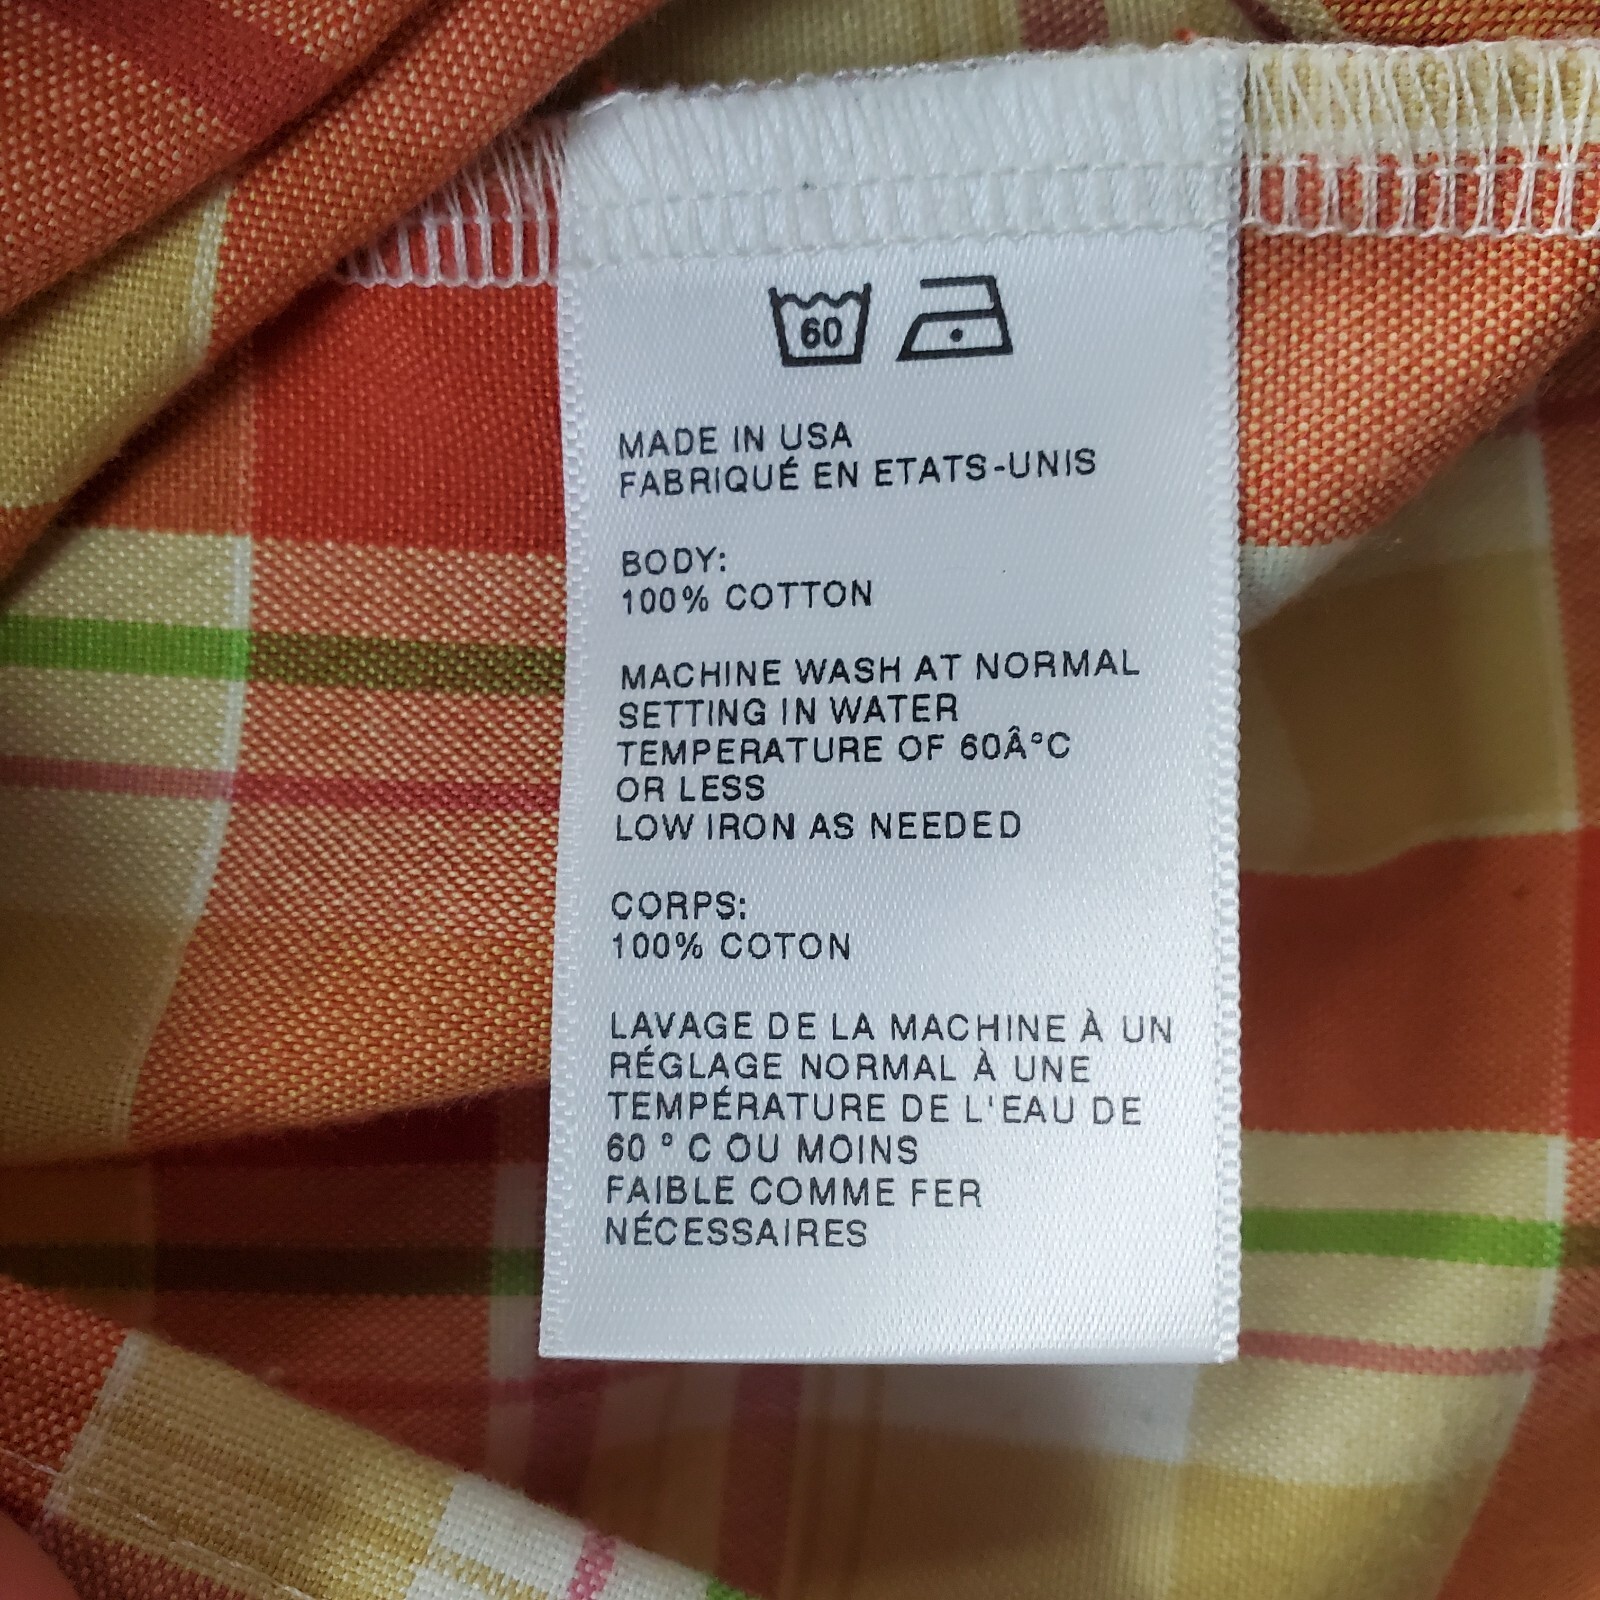 60
MADE IN USA
FABRIQUÉ EN ETATS-UNIS
BODY:
100% COTTON
MACHINE WASH AT NORMAL
SETTING IN WATER
TEMPERATURE OF 60Â°C
OR LESS
LOW IRON AS NEEDED
CORPS:
100% COTON
LAVAGE DE LA MACHINE À UN
RÉGLAGE NORMAL À UNE
TEMPÉRATURE DE L'EAU DE
60 ° C OU MOINS
FAIBLE COMME FER
NÉCESSAIRES